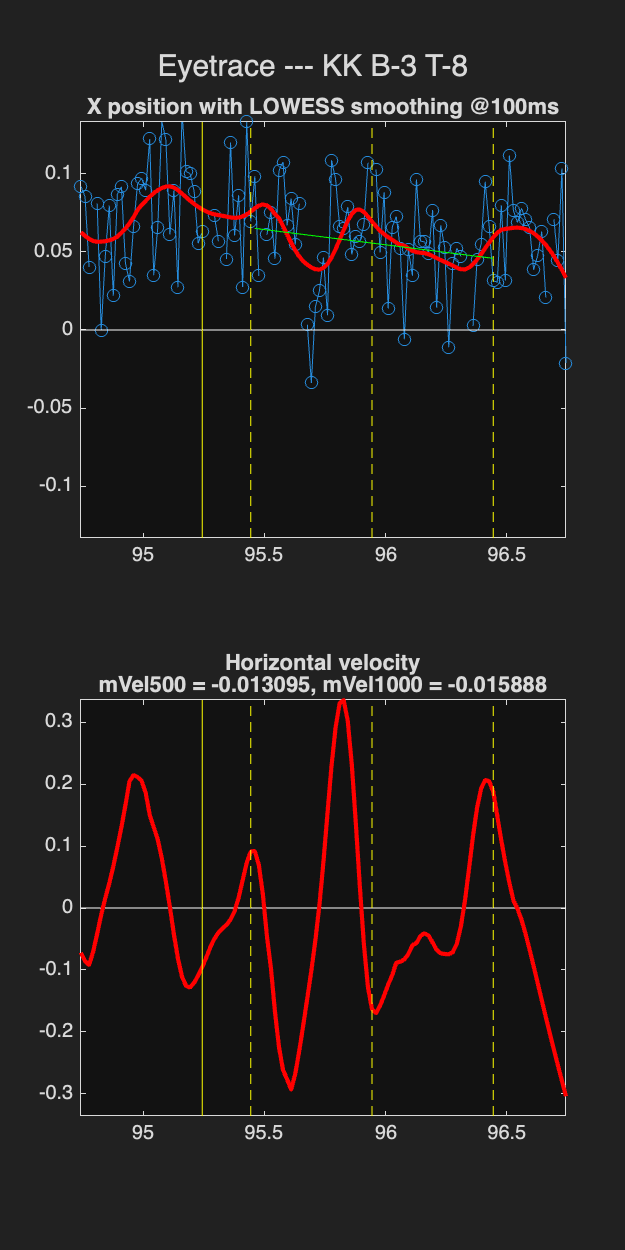 Eyetrace --- KK B-3 T-8
X position with LOWESS smoothing @100ms
0.1
0.05
0
-0.05
-0.1
95 95.5 96 96.5
Horizontal velocity
mVel500 = -0.013095, mVel1000 = -0.015888
0.3
0.2
0.1
0
-0.1
-0.2
-0.3
95 95.5 96 96.5